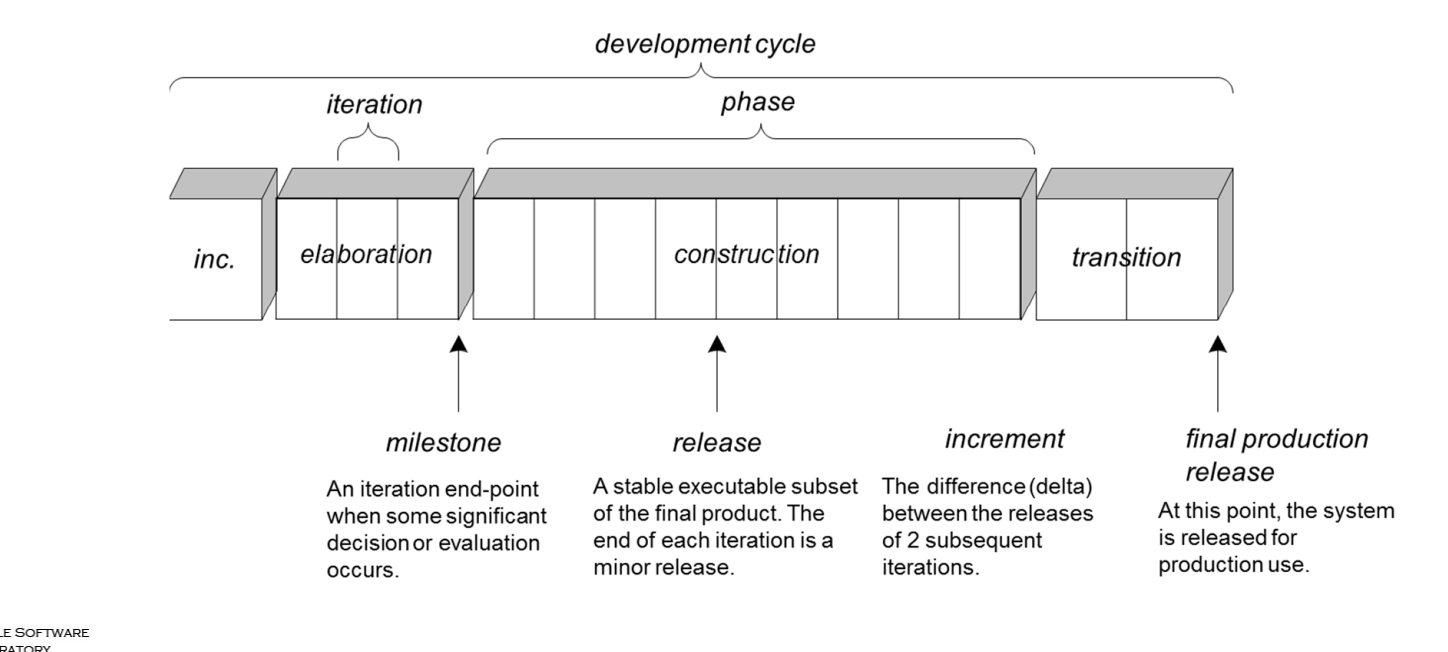 development cycle
iteration
phase
inc.
elaboration
construction
transition
milestone
An iteration end-point
when some significant
decision or evaluation
occurs.
release
A stable executable subset
of the final product. The
end of each iteration is a
minor release.
increment
The difference (delta)
between the releases
of 2 subsequent
iterations.
final production
release
At this point, the system
is released for
production use.
LE SOFTWARE
RATORY